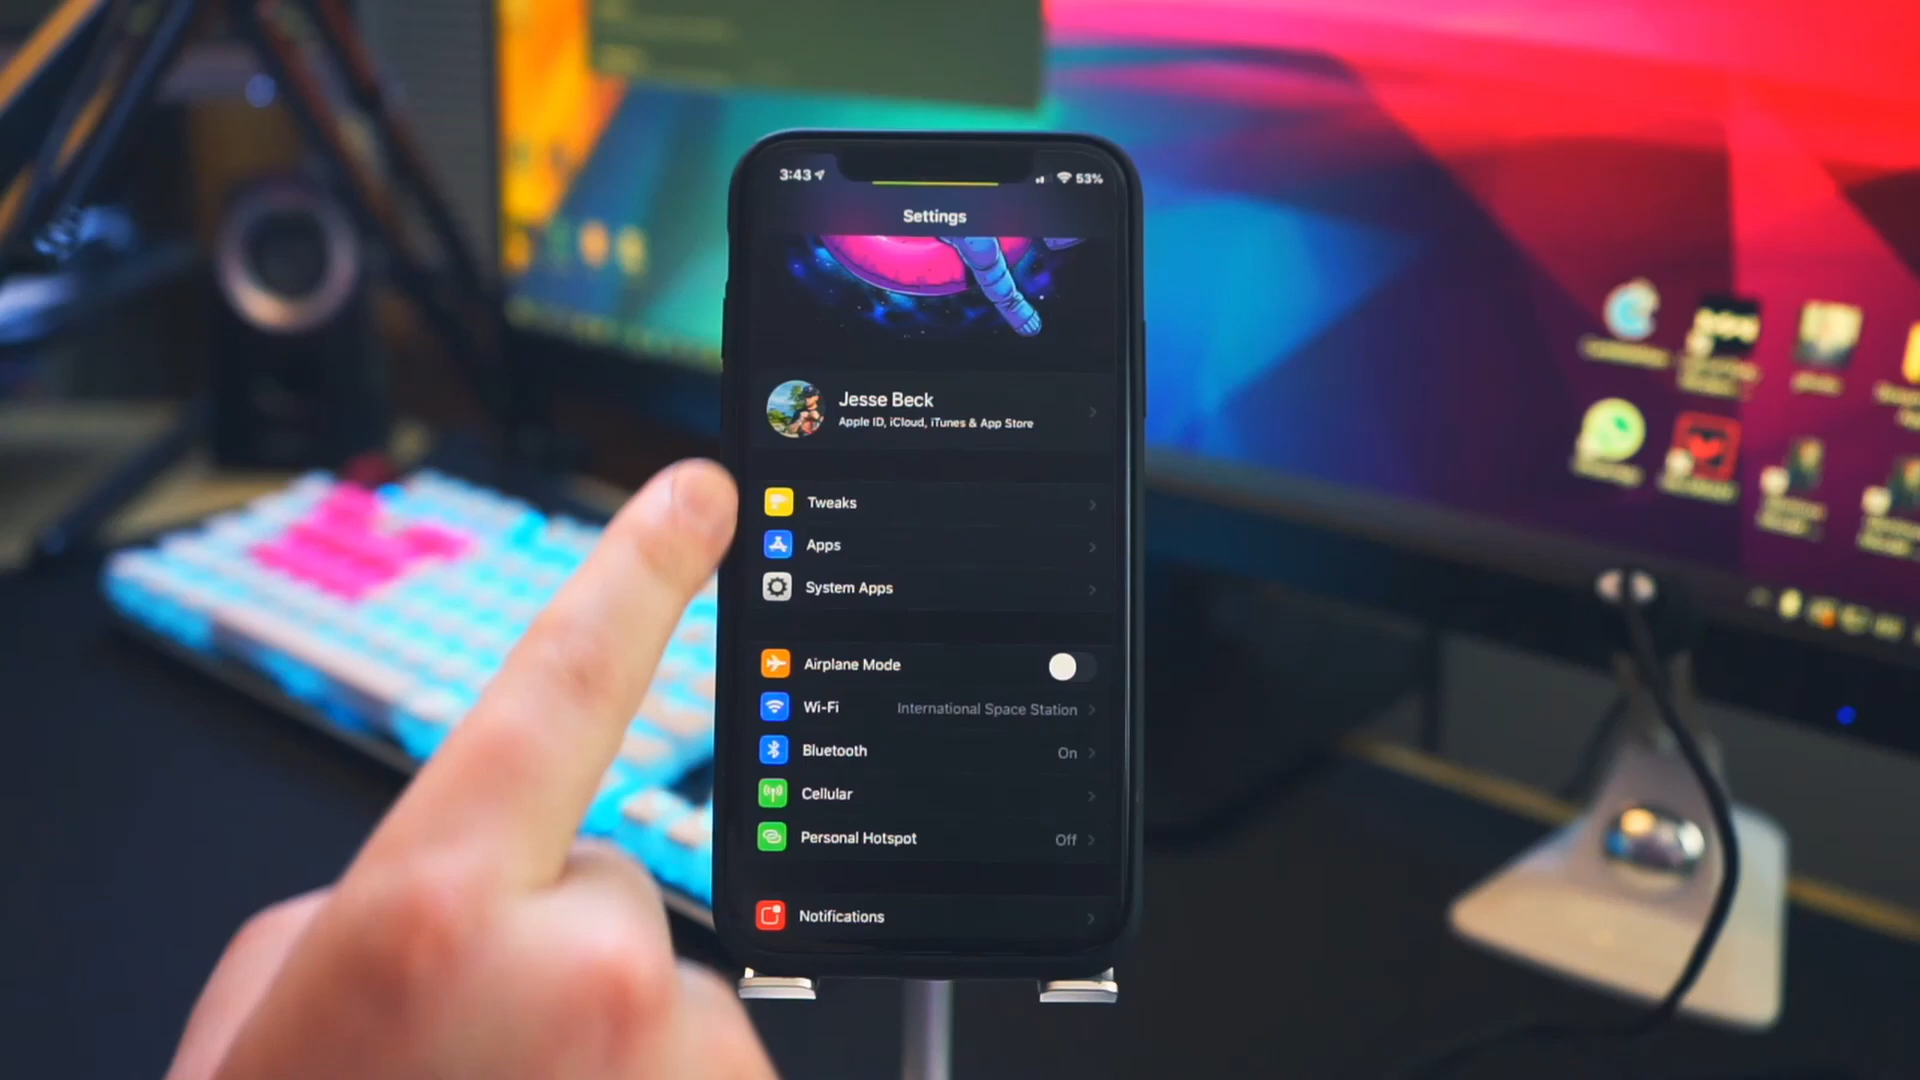 3:43
53%
Settings
Jesse Beck
Apple ID, iCloud, iTunes & App Store
Tweaks
Apps
System Apps
Airplane Mode
Wi-Fi International Space Station
Bluetooth On
Cellular
Personal Hotspot Off
Notifications